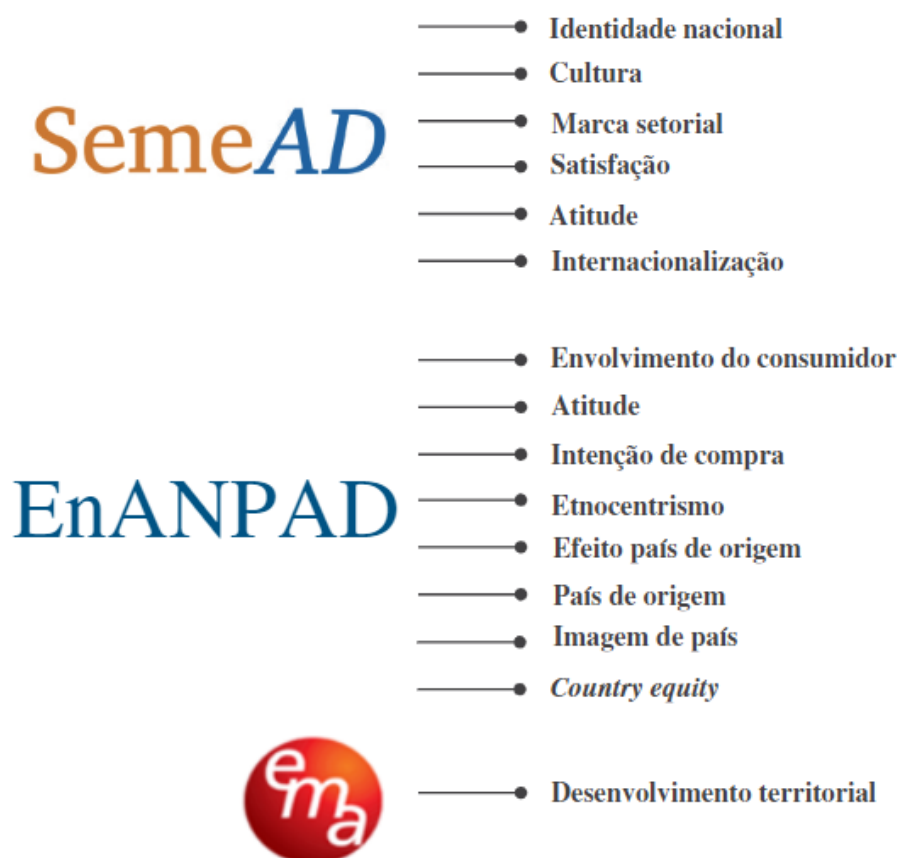 SemeAD
Identidade nacional
Cultura
Marca setorial
Satisfação
Atitude
Internacionalização
EnANPAD
Envolvimento do consumidor
Atitude
Intenção de compra
Etnocentrismo
Efeito país de origem
País de origem
Imagem de país
Country equity
ema
Desenvolvimento territorial